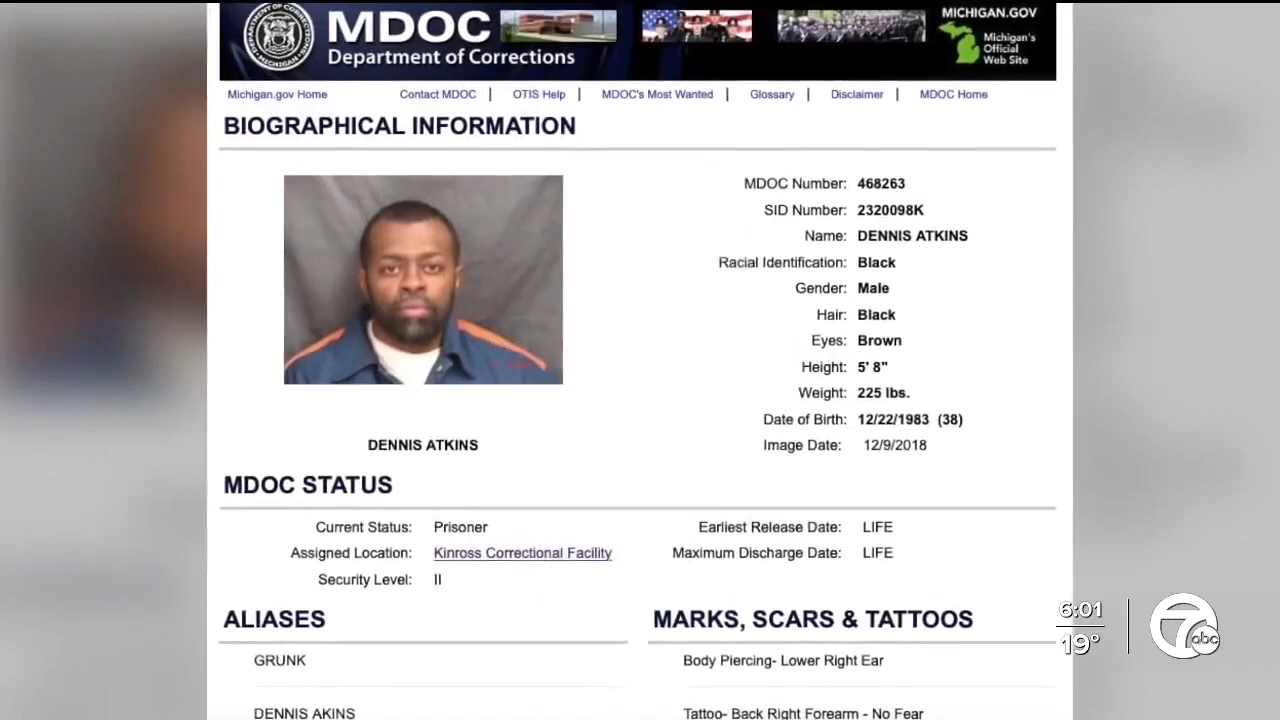 MDOC
Department of Corrections
MICHIGAN.GOV
Michigan's
Official
Web Site
Michigan.gov Home
Contact MDOC | OTIS Help | MDOC's Most Wanted | Glossary | Disclaimer | MDOC Home
BIOGRAPHICAL INFORMATION
MDOC Number: 468263
SID Number: 2320098K
Name: DENNIS ATKINS
Racial Identification: Black
Gender: Male
Hair: Black
Eyes: Brown
Height: 5' 8"
Weight: 225 lbs.
Date of Birth: 12/22/1983 (38)
Image Date: 12/9/2018
DENNIS ATKINS
MDOC STATUS
Current Status: Prisoner
Earliest Release Date: LIFE
Assigned Location: Kinross Correctional Facility
Maximum Discharge Date: LIFE
Security Level: II
ALIASES
MARKS, SCARS & TATTOOS
GRUNK
Body Piercing- Lower Right Ear
DENNIS AKINS
Tattoo- Back Right Forearm - No Fear
6:01
19°
7 abc